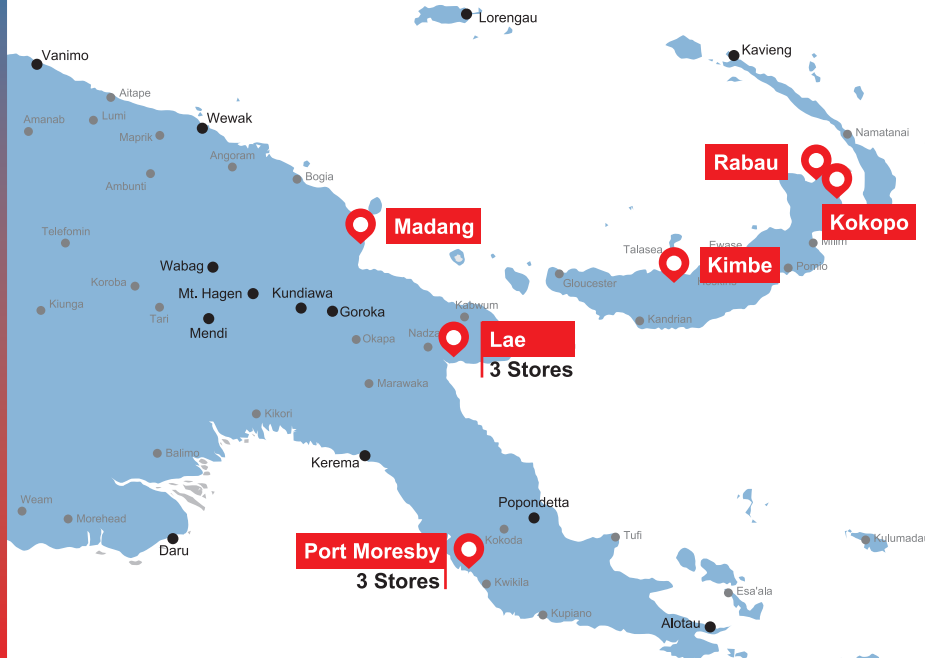 Lorengau
Vanimo
Kavieng
Aitape
Amanab
Lumi
Wewak
Maprik
Namatanai
Angoram
Rabau
Ambunti
Bogia
Kokopo
Madang
Telefomin
Talasea
Ewase
Milim
Wabag
Kimbe
Pomio
Koroba
Mt. Hagen
Kundiawa
Gloucester
Kiunga
Tari
Kabwum
Goroka
Kandrian
Mendi
Okapa
Nadza
Lae
3 Stores
Marawaka
Kikori
Balimo
Kerema
Weam
Popondetta
Morehead
Tufi
Daru
Kokoda
Kulumadau
Port Moresby
3 Stores
Kwikila
Esa'ala
Kupiano
Alotau